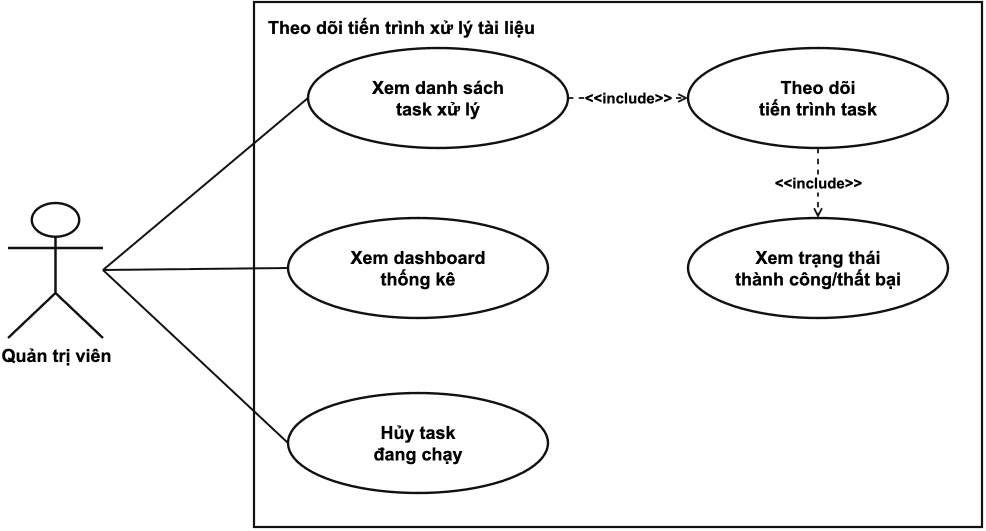 Theo dõi tiến trình xử lý tài liệu
Xem danh sách
task xử lý
<<include>>
Theo dõi
tiến trình task
<<include>>
Xem dashboard
thống kê
Xem trạng thái
thành công/thất bại
Quản trị viên
Hủy task
đang chạy